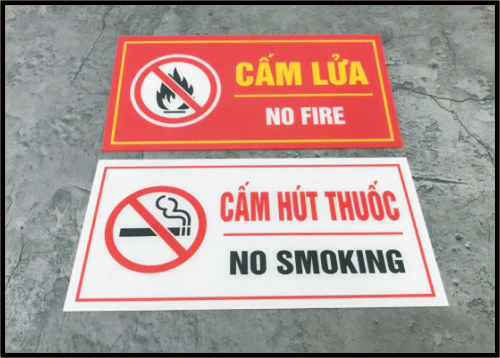 CẤM LỬA
NO FIRE
CẤM HÚT THUỐC
NO SMOKING